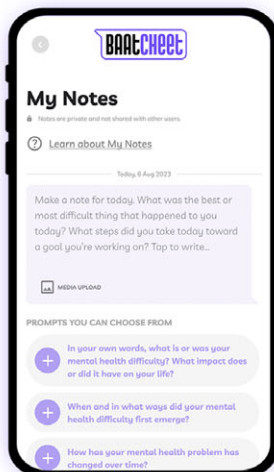 BAATCHEET
My Notes
Notes are private and not shared with other users.
Learn about My Notes
Today, 6 Aug 2023
Make a note for today. What was the best or
most difficult thing that happened to you
today? What steps did you take today toward
a goal you're working on? Tap to write...
MEDIA UPLOAD
PROMPTS YOU CAN CHOOSE FROM
In your own words, what is or was your
mental health difficulty? What impact does
or did it have on your life?
When and in what ways did your mental
health difficulty first emerge?
How has your mental health problem has
changed over time?